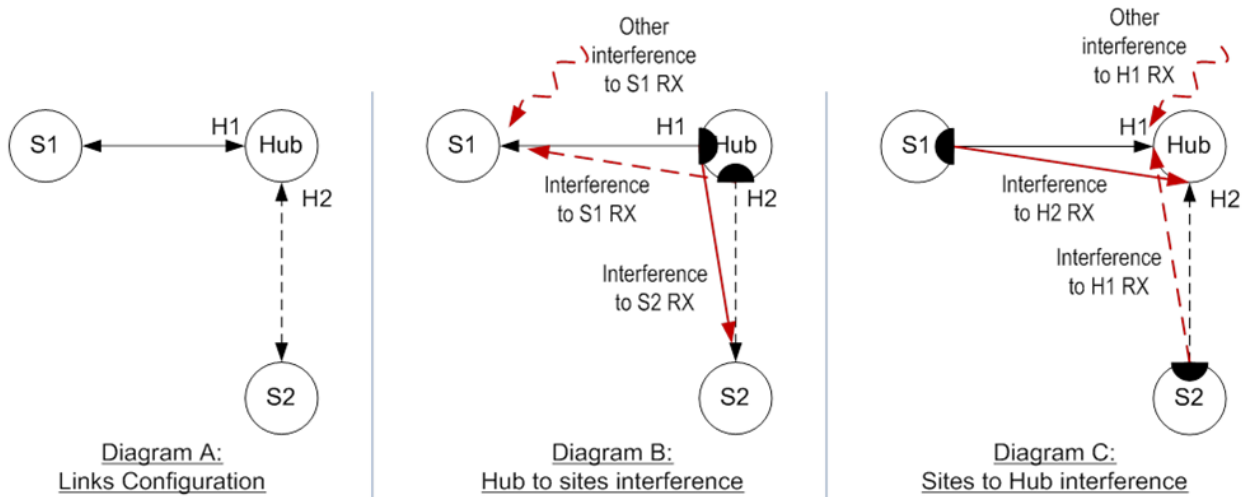 S1
H1
Hub
H2
S2
Diagram A:
Links Configuration
Other
interference
to S1 RX
S1
H1
Hub
Interference
to S1 RX
H2
Interference
to S2 RX
S2
Diagram B:
Hub to sites interference
Other
interference
to H1 RX
S1
H1
Hub
Interference
to H2 RX
H2
Interference
to H1 RX
S2
Diagram C:
Sites to Hub interference